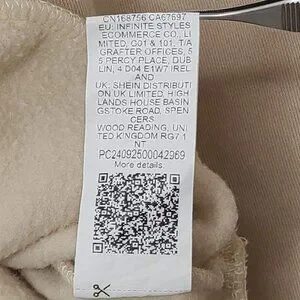 CN168756 CA67697
EU: INFINITE STYLES
ECOMMERCE CO., LI
MITED, G01 & 101, T/A
GRAFTER OFFICES, 5
5 PERCY PLACE, DUB
LIN, 4 D04 E1W7 IREL
AND
UK: SHEIN DISTRIBUTI
ON UK LIMITED, HIGH
LANDS HOUSE BASIN
GSTOKE ROAD, SPEN
CERS
WOOD READING, UNI
TED KINGDOM RG7 1
NT
PC24092500042969
More details